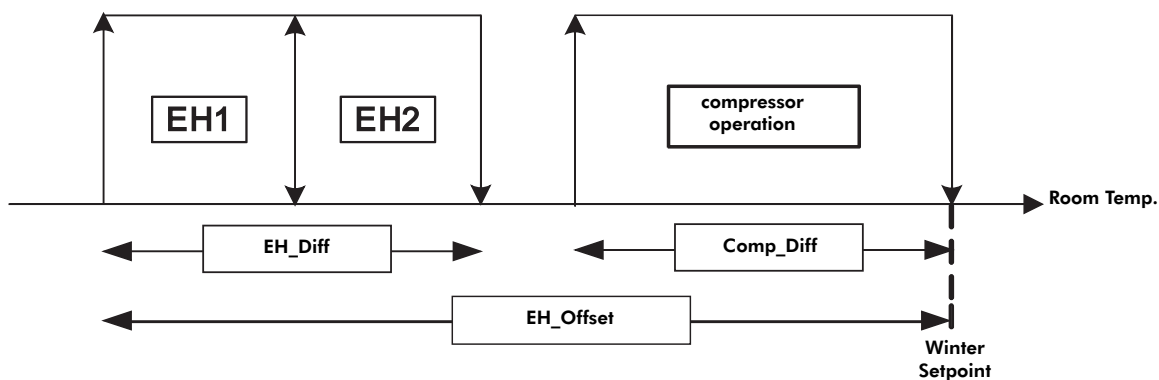 EH1
EH2
compressor
operation
Room Temp.
EH_Diff
Comp_Diff
EH_Offset
Winter
Setpoint